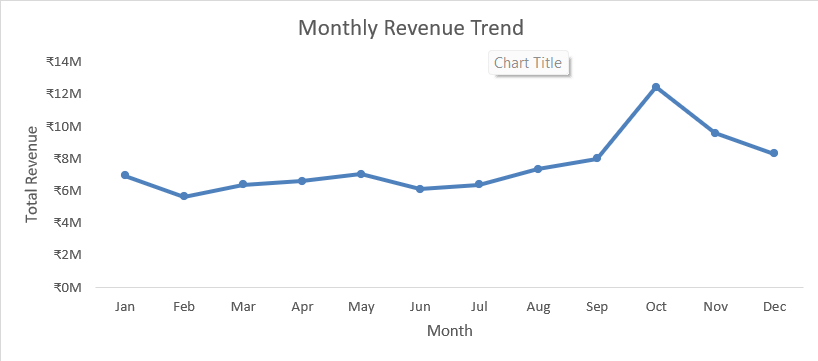 Monthly Revenue Trend
Chart Title
₹14M
₹12M
₹10M
₹8M
₹6M
₹4M
₹2M
₹0M
Total Revenue
Jan Feb Mar Apr May Jun Jul Aug Sep Oct Nov Dec
Month